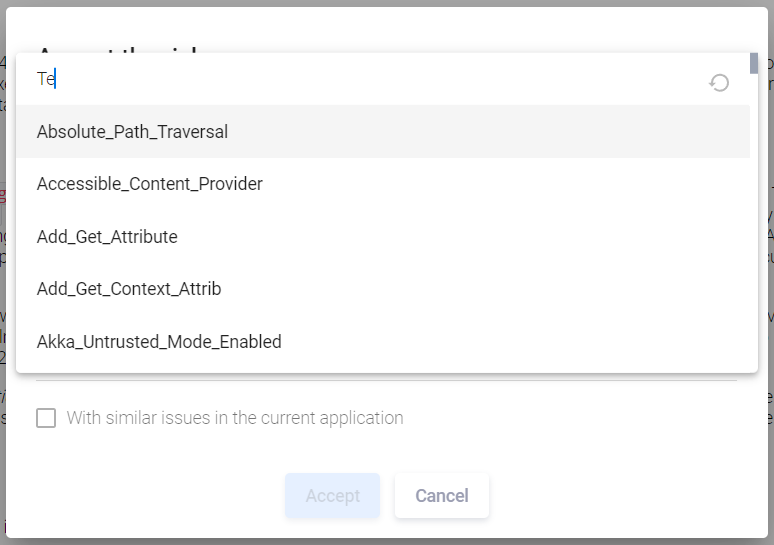 Te
Absolute_Path_Traversal
Accessible_Content_Provider
Add_Get_Attribute
Add_Get_Context_Attrib
Akka_Untrusted_Mode_Enabled
With similar issues in the current application
Accept
Cancel